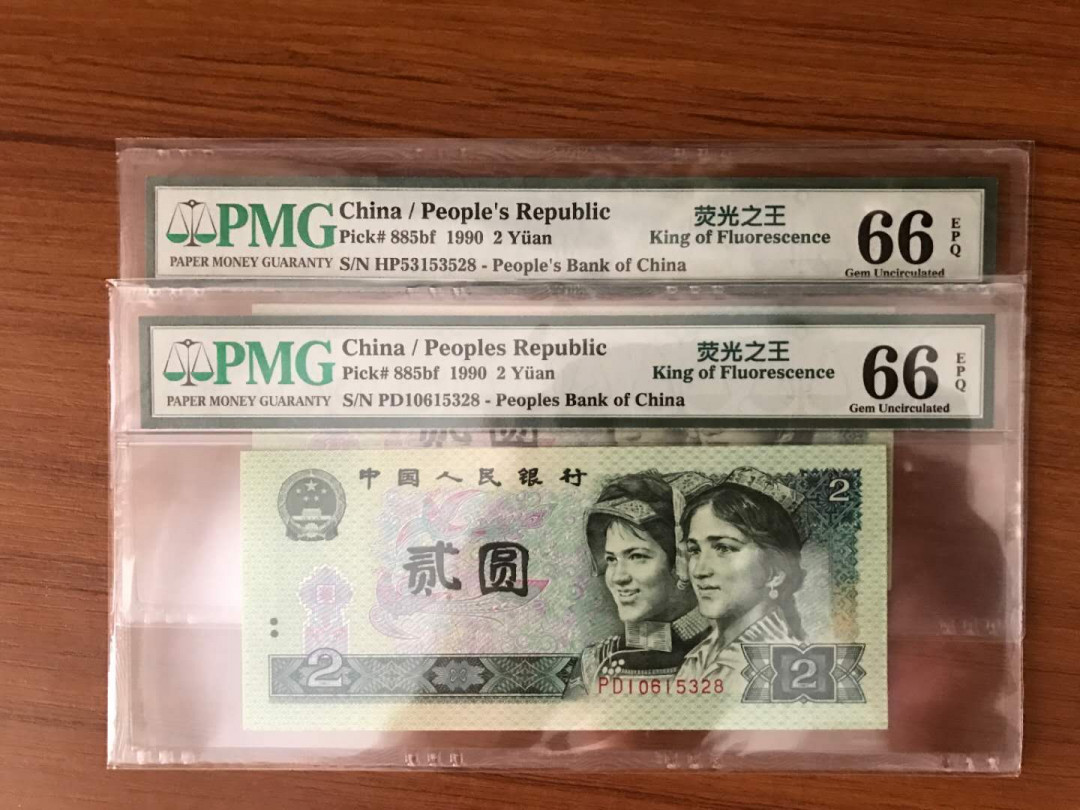 PMG China / People's Republic 荧光之王 66 EPQ
Pick# 885bf 1990 2 Yüan King of Fluorescence
PAPER MONEY GUARANTY S/N HP53153528 - People's Bank of China Gem Uncirculated
PMG China / Peoples Republic 荧光之王 66 EPQ
Pick# 885bf 1990 2 Yüan King of Fluorescence
PAPER MONEY GUARANTY S/N PD10615328 - Peoples Bank of China Gem Uncirculated
贰圆
中国人民银行
2
贰圆
2
2
PD10615328